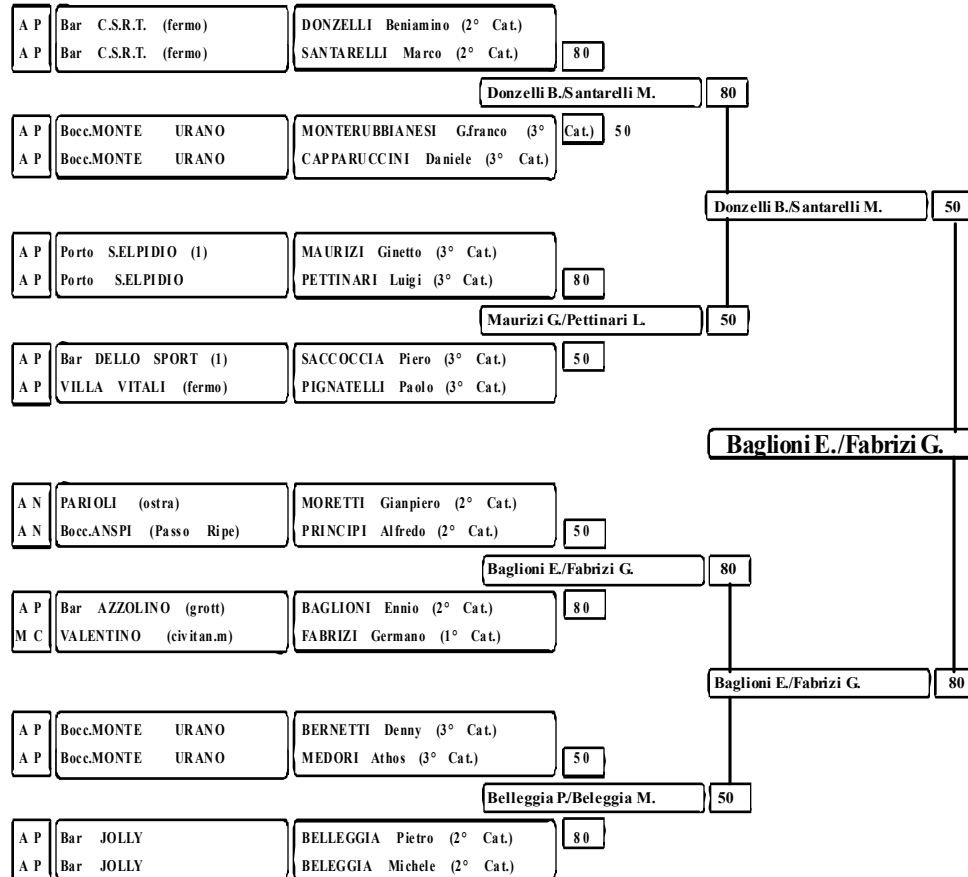 A P Bar C.S.R.T. (fermo) DONZELLI Beniamino (2° Cat.)
A P Bar C.S.R.T. (fermo) SANTARELLI Marco (2° Cat.) 80
Donzelli B./Santarelli M. 80
A P Bocc.MONTE URANO MONTERUBBIANESI G.franco (3° Cat.) 50
A P Bocc.MONTE URANO CAPPARUCCINI Daniele (3° Cat.)
Donzelli B./Santarelli M. 50
A P Porto S.ELPIDIO (1) MAURIZI Ginetto (3° Cat.)
A P Porto S.ELPIDIO PETTINARI Luigi (3° Cat.) 80
Maurizi G./Pettinari L. 50
A P Bar DELLO SPORT (1) SACCOCCIA Piero (3° Cat.) 50
A P VILLA VITALI (fermo) PIGNATELLI Paolo (3° Cat.)
Baglioni E./Fabrizi G.
A N PARIOLI (ostra) MORETTI Gianpiero (2° Cat.)
A N Bocc.ANSPI (Passo Ripe) PRINCIPI Alfredo (2° Cat.) 50
Baglioni E./Fabrizi G. 80
A P Bar AZZOLINO (grott) BAGLIONI Ennio (2° Cat.) 80
M C VALENTINO (civitan.m) FABRIZI Germano (1° Cat.)
Baglioni E./Fabrizi G. 80
A P Bocc.MONTE URANO BERNETTI Denny (3° Cat.)
A P Bocc.MONTE URANO MEDORI Athos (3° Cat.) 50
Belleggia P./Beleggia M. 50
A P Bar JOLLY BELLEGGIA Pietro (2° Cat.) 80
A P Bar JOLLY BELEGGIA Michele (2° Cat.)